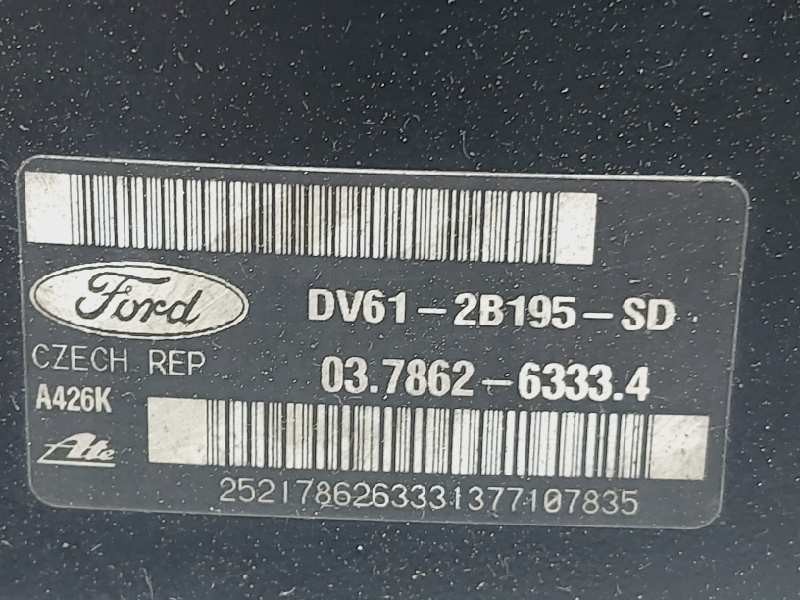 Ford
DV61-2B195-SD
CZECH REP
03.7862-6333.4
A426K
Ate
2521786263331377107835